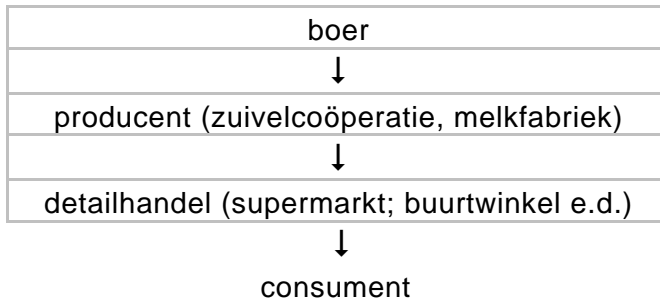 boer
↓
producent (zuivelcoöperatie, melkfabriek)
↓
detailhandel (supermarkt; buurtwinkel e.d.)
↓
consument